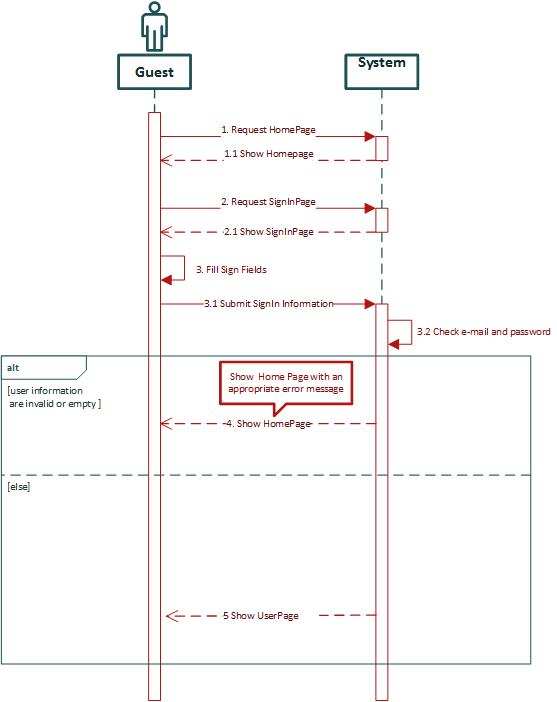 Guest
System
1. Request HomePage
1.1 Show Homepage
2. Request SignInPage
2.1 Show SignInPage
3. Fill Sign Fields
3.1 Submit SignIn Information
3.2 Check e-mail and password
alt
[user information
are invalid or empty ]
Show Home Page with an
appropriate error message
4. Show HomePage
[else]
5 Show UserPage